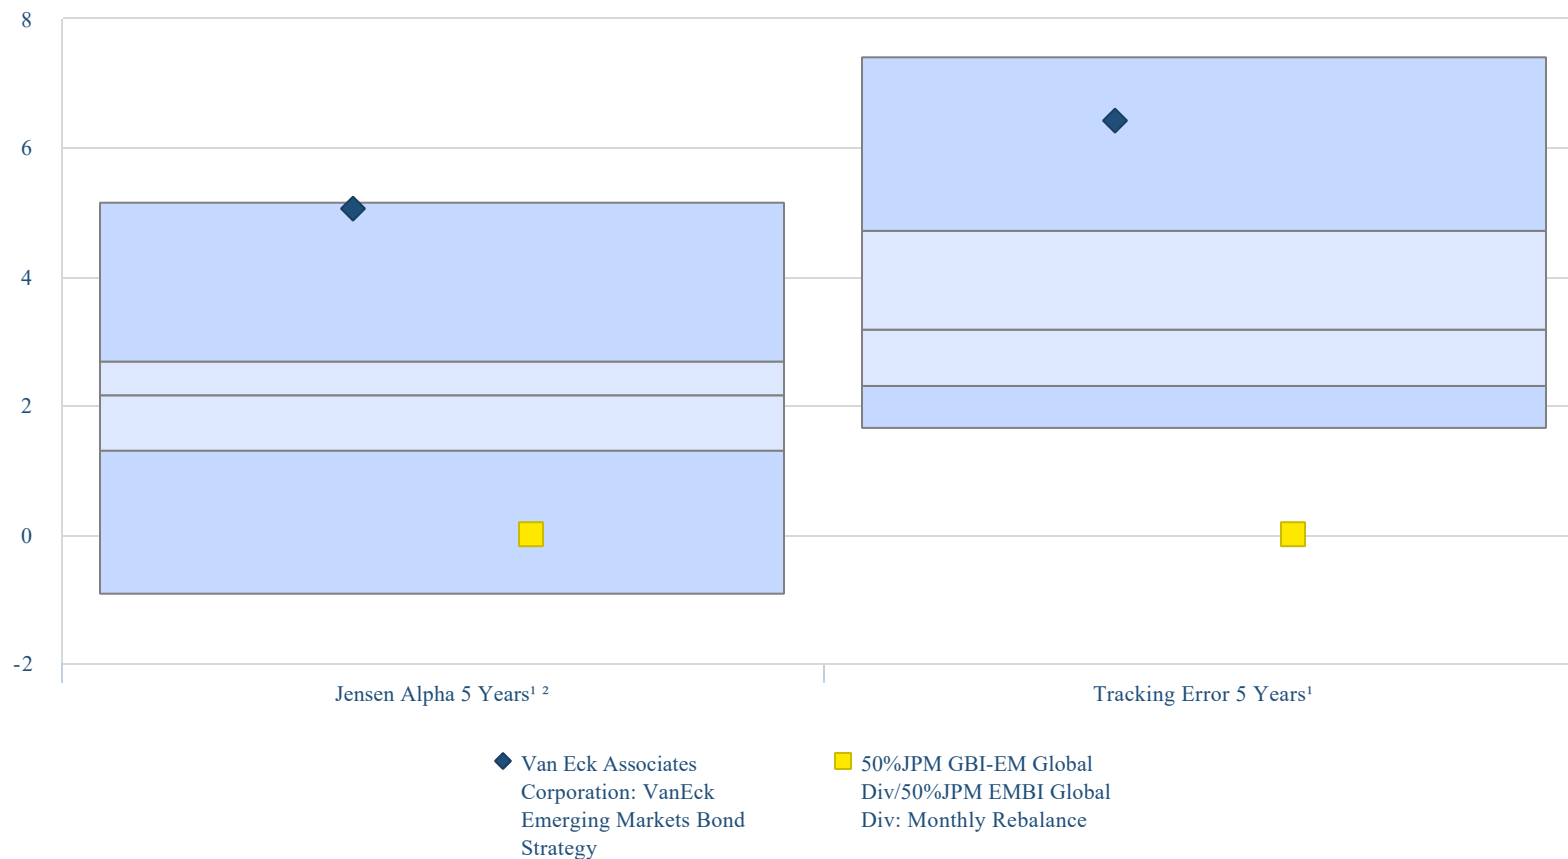 8
6
4
2
0
-2
Jensen Alpha 5 Years¹ ²
Tracking Error 5 Years¹
Van Eck Associates
Corporation: VanEck
Emerging Markets Bond
Strategy
50%JPM GBI-EM Global
Div/50%JPM EMBI Global
Div: Monthly Rebalance